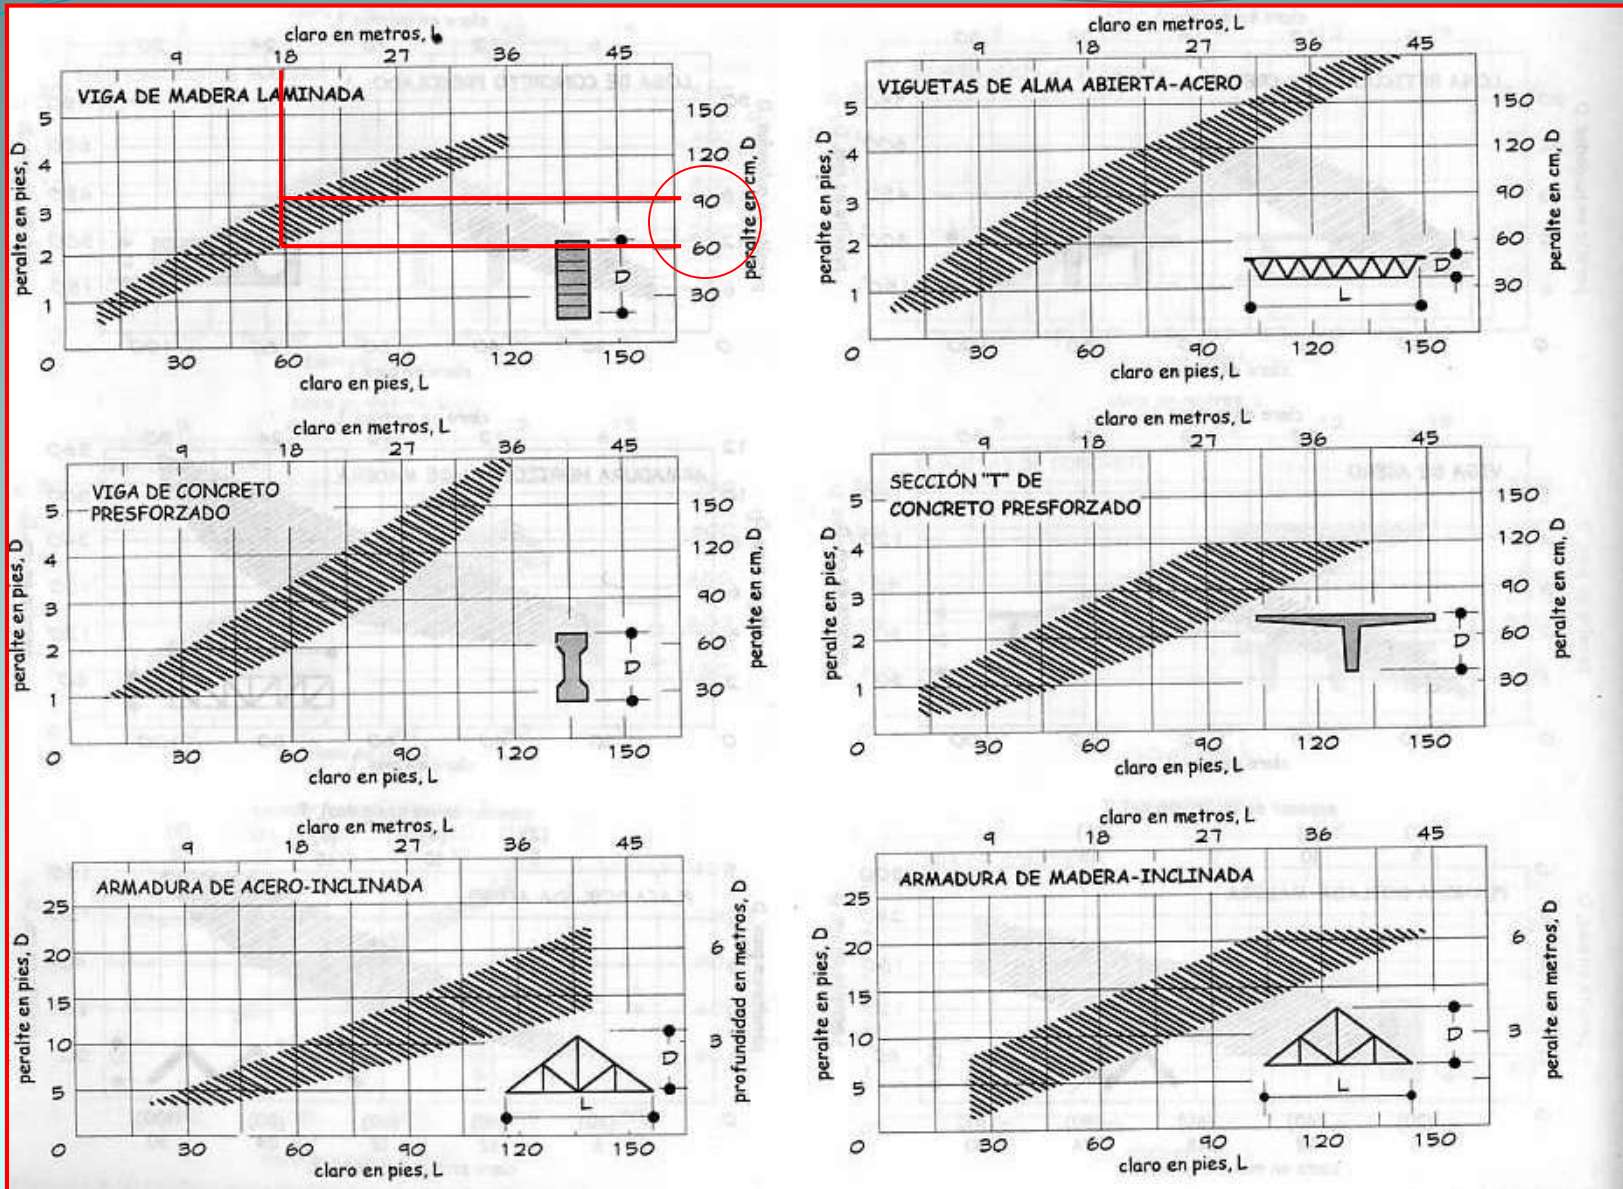 claro en metros, L
9 18 27 36 45
VIGA DE MADERA LAMINADA
peralte en pies, D
5
4
3
2
1
0 30 60 90 120 150
150
120
90
60
30
peralte en cm, D
D
claro en pies, L
claro en metros, L
9 18 27 36 45
VIGUETAS DE ALMA ABIERTA-ACERO
peralte en pies, D
5
4
3
2
1
0 30 60 90 120 150
150
120
90
60
30
peralte en cm, D
D
L
claro en pies, L
claro en metros, L
9 18 27 36 45
VIGA DE CONCRETO
PRESFORZADO
peralte en pies, D
5
4
3
2
1
0 30 60 90 120 150
150
120
90
60
30
peralte en cm, D
D
claro en pies, L
claro en metros, L
9 18 27 36 45
SECCIÓN "T" DE
CONCRETO PRESFORZADO
peralte en pies, D
5
4
3
2
1
0 30 60 90 120 150
150
120
90
60
30
peralte en cm, D
D
claro en pies, L
claro en metros, L
9 18 27 36 45
ARMADURA DE ACERO-INCLINADA
peralte en pies, D
25
20
15
10
5
0 30 60 90 120 150
6
3
profundidad en metros, D
D
L
claro en pies, L
claro en metros, L
9 18 27 36 45
ARMADURA DE MADERA-INCLINADA
peralte en pies, D
25
20
15
10
5
0 30 60 90 120 150
6
3
peralte en metros, D
D
L
claro en pies, L